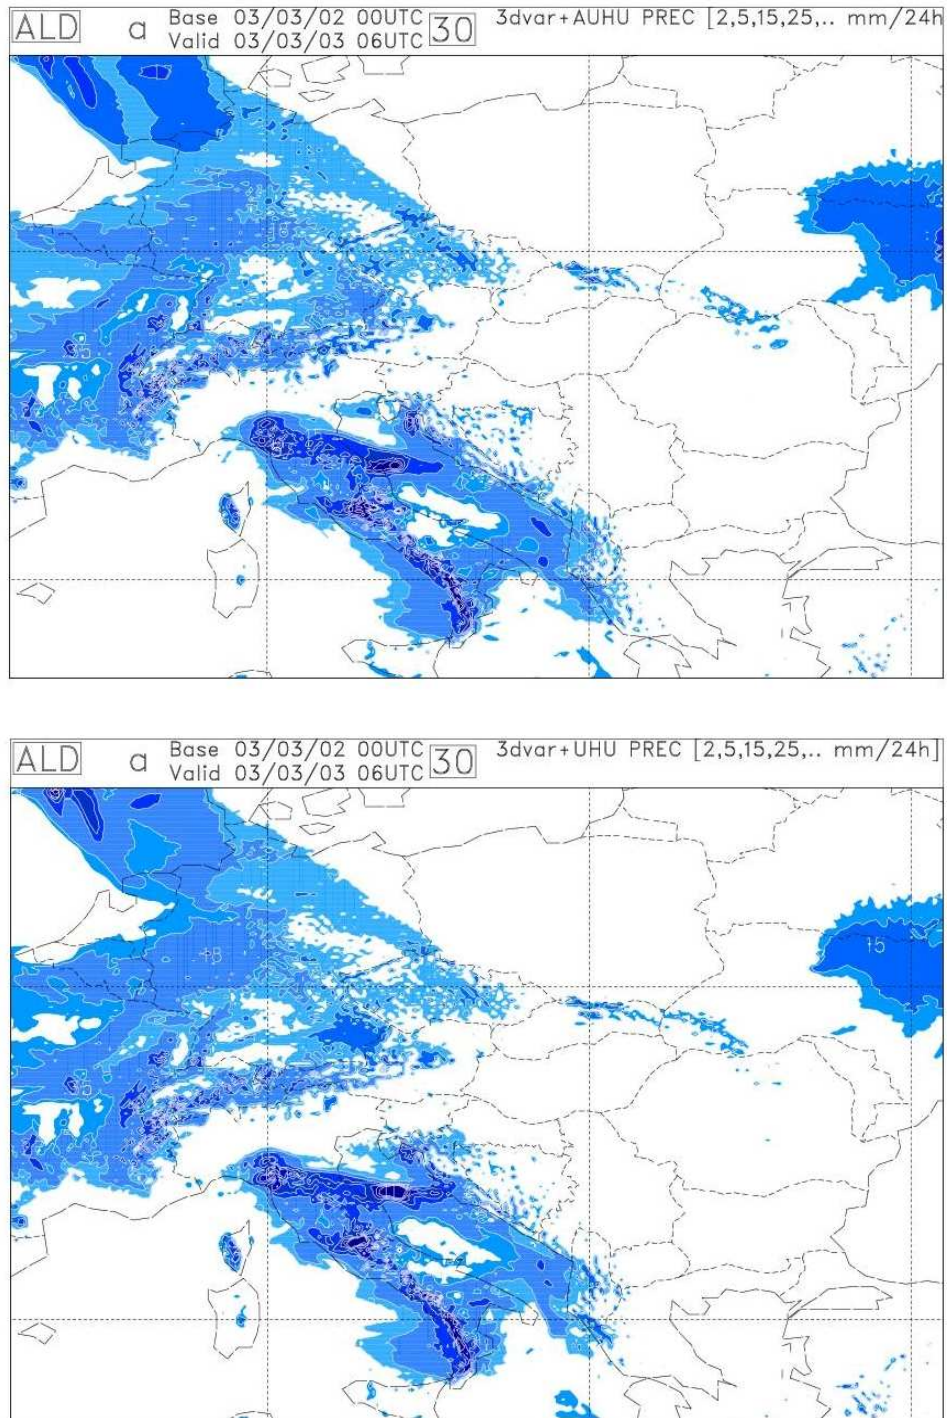 ALD a Base 03/03/02 00UTC 30 3dvar+AUHU PREC [2,5,15,25,.. mm/24h
Valid 03/03/03 06UTC
ALD a Base 03/03/02 00UTC 30 3dvar+UHU PREC [2,5,15,25,.. mm/24h]
Valid 03/03/03 06UTC
15